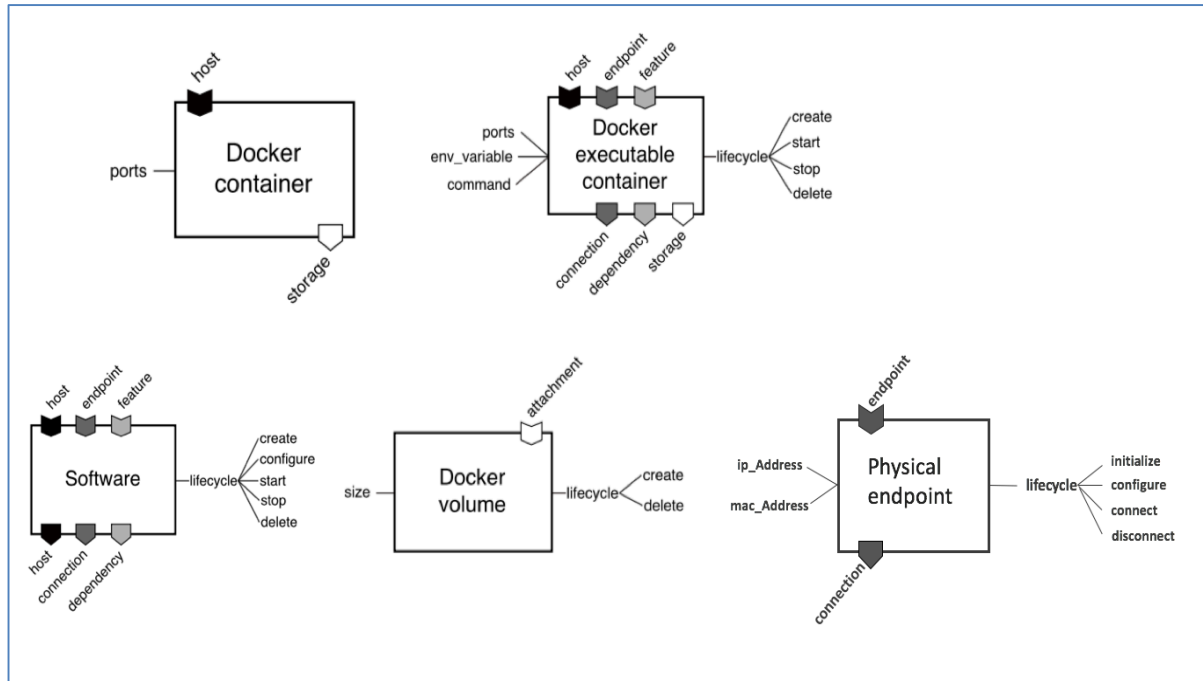 host
ports
Docker
container
storage
host
endpoint
feature
ports
env_variable
command
Docker
executable
container
lifecycle
create
start
stop
delete
connection
dependency
storage
host
endpoint
feature
Software
lifecycle
create
configure
start
stop
delete
host
connection
dependency
attachment
size
Docker
volume
lifecycle
create
delete
endpoint
ip_Address
mac_Address
Physical
endpoint
lifecycle
initialize
configure
connect
disconnect
connection